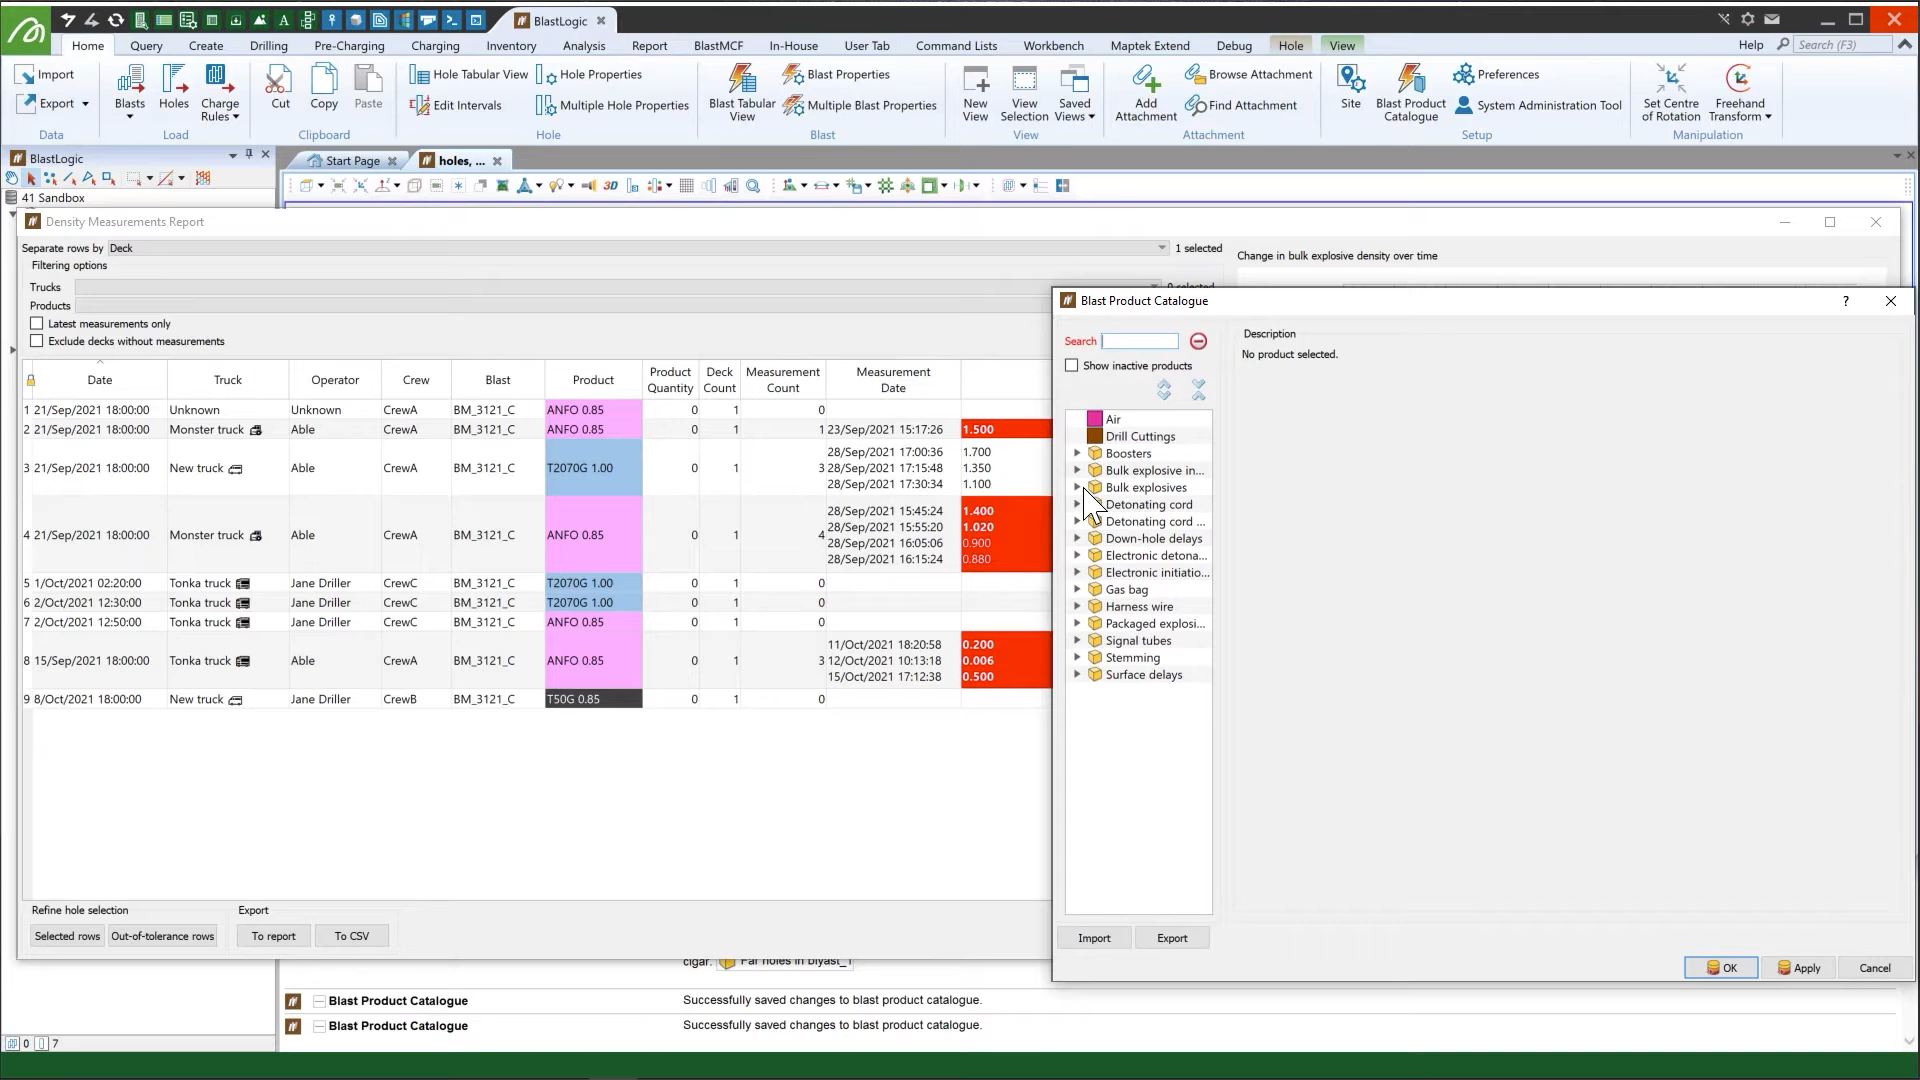 BlastLogic
Home Query Create Drilling Pre-Charging Charging Inventory Analysis Report BlastMCF In-House User Tab Command Lists Workbench Maptek Extend Debug Hole View Help Search (F3)
Import Hole Tabular View Hole Properties Blast Properties Browse Attachment Preferences
Export Blasts Holes Charge Rules Cut Copy Paste Edit Intervals Multiple Hole Properties Blast Tabular View Multiple Blast Properties New View View Selection Saved Views Add Attachment Find Attachment Site Blast Product Catalogue System Administration Tool Set Centre of Rotation Freehand Transform
Data Load Clipboard Hole Blast View Attachment Setup Manipulation
BlastLogic Start Page holes, ...
3D
41 Sandbox
Density Measurements Report
Separate rows by Deck 1 selected
Filtering options
Trucks
Products
Latest measurements only
Exclude decks without measurements
Change in bulk explosive density over time
Date Truck Operator Crew Blast Product Product Quantity Deck Count Measurement Count Measurement Date
1 21/Sep/2021 18:00:00 Unknown Unknown CrewA BM_3121_C ANFO 0.85 0 1 0
2 21/Sep/2021 18:00:00 Monster truck Able CrewA BM_3121_C ANFO 0.85 0 1 1 23/Sep/2021 15:17:26 1.500
28/Sep/2021 17:00:36 1.700
3 21/Sep/2021 18:00:00 New truck Able CrewA BM_3121_C T2070G 1.00 0 1 3 28/Sep/2021 17:15:48 1.350
28/Sep/2021 17:30:34 1.100
28/Sep/2021 15:45:24 1.400
28/Sep/2021 15:55:20 1.020
4 21/Sep/2021 18:00:00 Monster truck Able CrewA BM_3121_C ANFO 0.85 0 1 4 28/Sep/2021 16:05:06 0.900
28/Sep/2021 16:15:24 0.880
5 1/Oct/2021 02:20:00 Tonka truck Jane Driller CrewC BM_3121_C T2070G 1.00 0 1 0
6 2/Oct/2021 12:30:00 Tonka truck Jane Driller CrewC BM_3121_C T2070G 1.00 0 1 0
7 2/Oct/2021 12:50:00 Tonka truck Jane Driller CrewC BM_3121_C ANFO 0.85 0 1 0
11/Oct/2021 18:20:58 0.200
8 15/Sep/2021 18:00:00 Tonka truck Able CrewA BM_3121_C ANFO 0.85 0 1 3 12/Oct/2021 10:13:18 0.006
15/Oct/2021 17:12:38 0.500
9 8/Oct/2021 18:00:00 New truck Jane Driller CrewB BM_3121_C T50G 0.85 0 1 0
Refine hole selection Export
Selected rows Out-of-tolerance rows To report To CSV
Blast Product Catalogue
Search
Show inactive products
Air
Drill Cuttings
Boosters
Bulk explosive in...
Bulk explosives
Detonating cord
Detonating cord ...
Down-hole delays
Electronic detona...
Electronic initiatio...
Gas bag
Harness wire
Packaged explosi...
Signal tubes
Stemming
Surface delays
Description
No product selected.
Import Export
OK Apply Cancel
cigar.
Blast Product Catalogue Successfully saved changes to blast product catalogue.
Blast Product Catalogue Successfully saved changes to blast product catalogue.
0 7